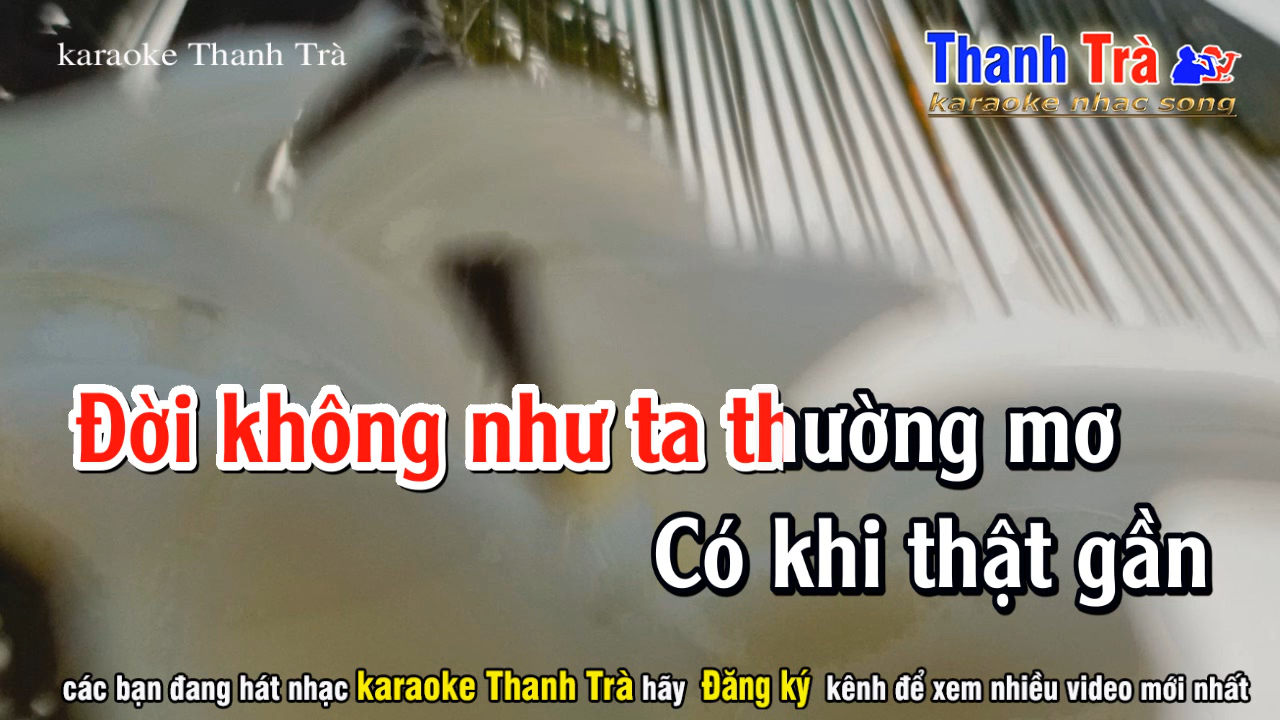 karaoke Thanh Trà
Thanh Trà
karaoke nhac song
Đời không như ta thường mơ
Có khi thật gần
các bạn đang hát nhạc karaoke Thanh Trà hãy Đăng ký kênh để xem nhiều video mới nhất